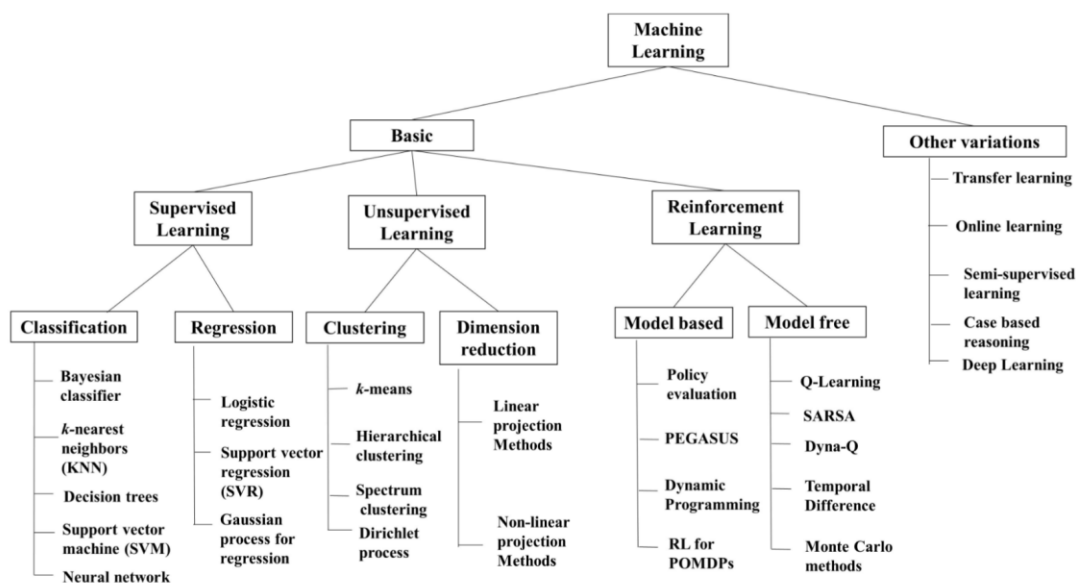 Machine
Learning
Basic
Other variations
Transfer learning
Online learning
Semi-supervised
learning
Case based
reasoning
Deep Learning
Supervised
Learning
Unsupervised
Learning
Reinforcement
Learning
Classification
Bayesian
classifier
k-nearest
neighbors
(KNN)
Decision trees
Support vector
machine (SVM)
Neural network
Regression
Logistic
regression
Support vector
regression
(SVR)
Gaussian
process for
regression
Clustering
k-means
Hierarchical
clustering
Spectrum
clustering
Dirichlet
process
Dimension
reduction
Linear
projection
Methods
Non-linear
projection
Methods
Model based
Policy
evaluation
PEGASUS
Dynamic
Programming
RL for
POMDPs
Model free
Q-Learning
SARSA
Dyna-Q
Temporal
Difference
Monte Carlo
methods